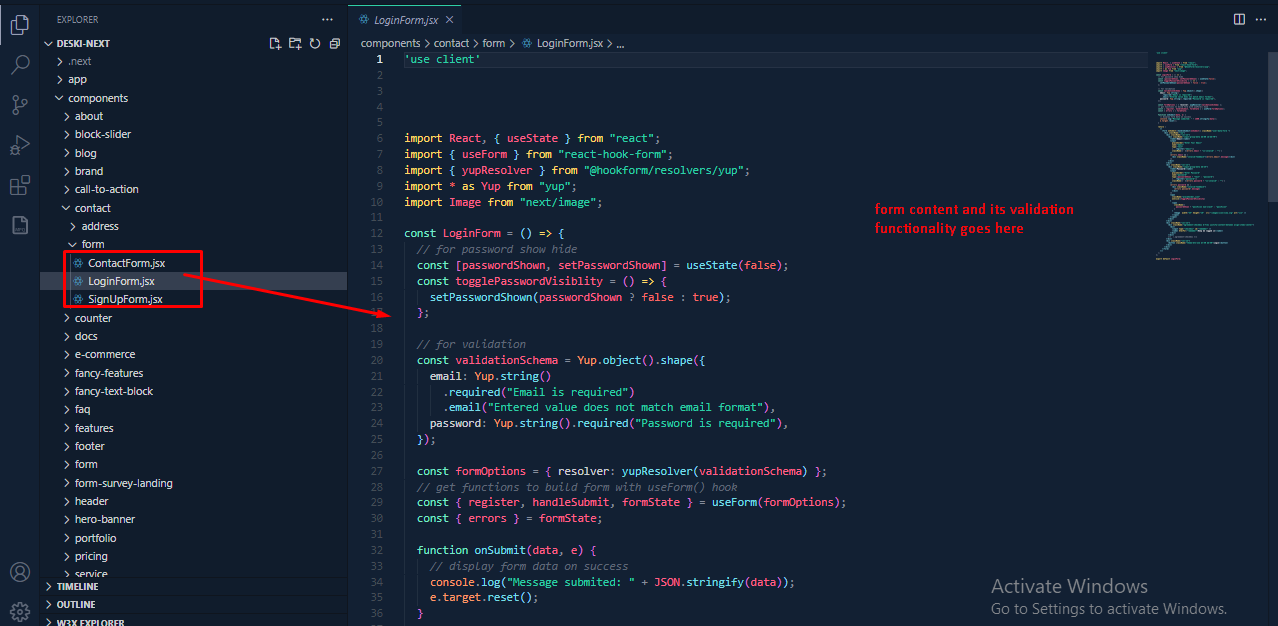 EXPLORER
DESKI-NEXT
.next
app
components
about
block-slider
blog
brand
call-to-action
contact
address
form
ContactForm.jsx
LoginForm.jsx
SignUpForm.jsx
counter
docs
e-commerce
fancy-features
fancy-text-block
faq
features
footer
form
form-survey-landing
header
hero-banner
portfolio
pricing
service
TIMELINE
OUTLINE
W3X EXPLORER
LoginForm.jsx
components > contact > form > LoginForm.jsx > ...
1 'use client'
2
3
4
5
6 import React, { useState } from "react";
7 import { useForm } from "react-hook-form";
8 import { yupResolver } from "@hookform/resolvers/yup";
9 import * as Yup from "yup";
10 import Image from "next/image";
11
12 const LoginForm = () => {
13 // for password show hide
14 const [passwordShown, setPasswordShown] = useState(false);
15 const togglePasswordVisiblity = () => {
16 setPasswordShown(passwordShown ? false : true);
};
18
19 // for validation
20 const validationSchema = Yup.object().shape({
21 email: Yup.string()
22 .required("Email is required")
23 .email("Entered value does not match email format"),
24 password: Yup.string().required("Password is required"),
25 });
26
27 const formOptions = { resolver: yupResolver(validationSchema) };
28 // get functions to build form with useForm() hook
29 const { register, handleSubmit, formState } = useForm(formOptions);
30 const { errors } = formState;
31
32 function onSubmit(data, e) {
33 // display form data on success
34 console.log("Message submited: " + JSON.stringify(data));
35 e.target.reset();
36 }
form content and its validation
functionality goes here
Activate Windows
Go to Settings to activate Windows.